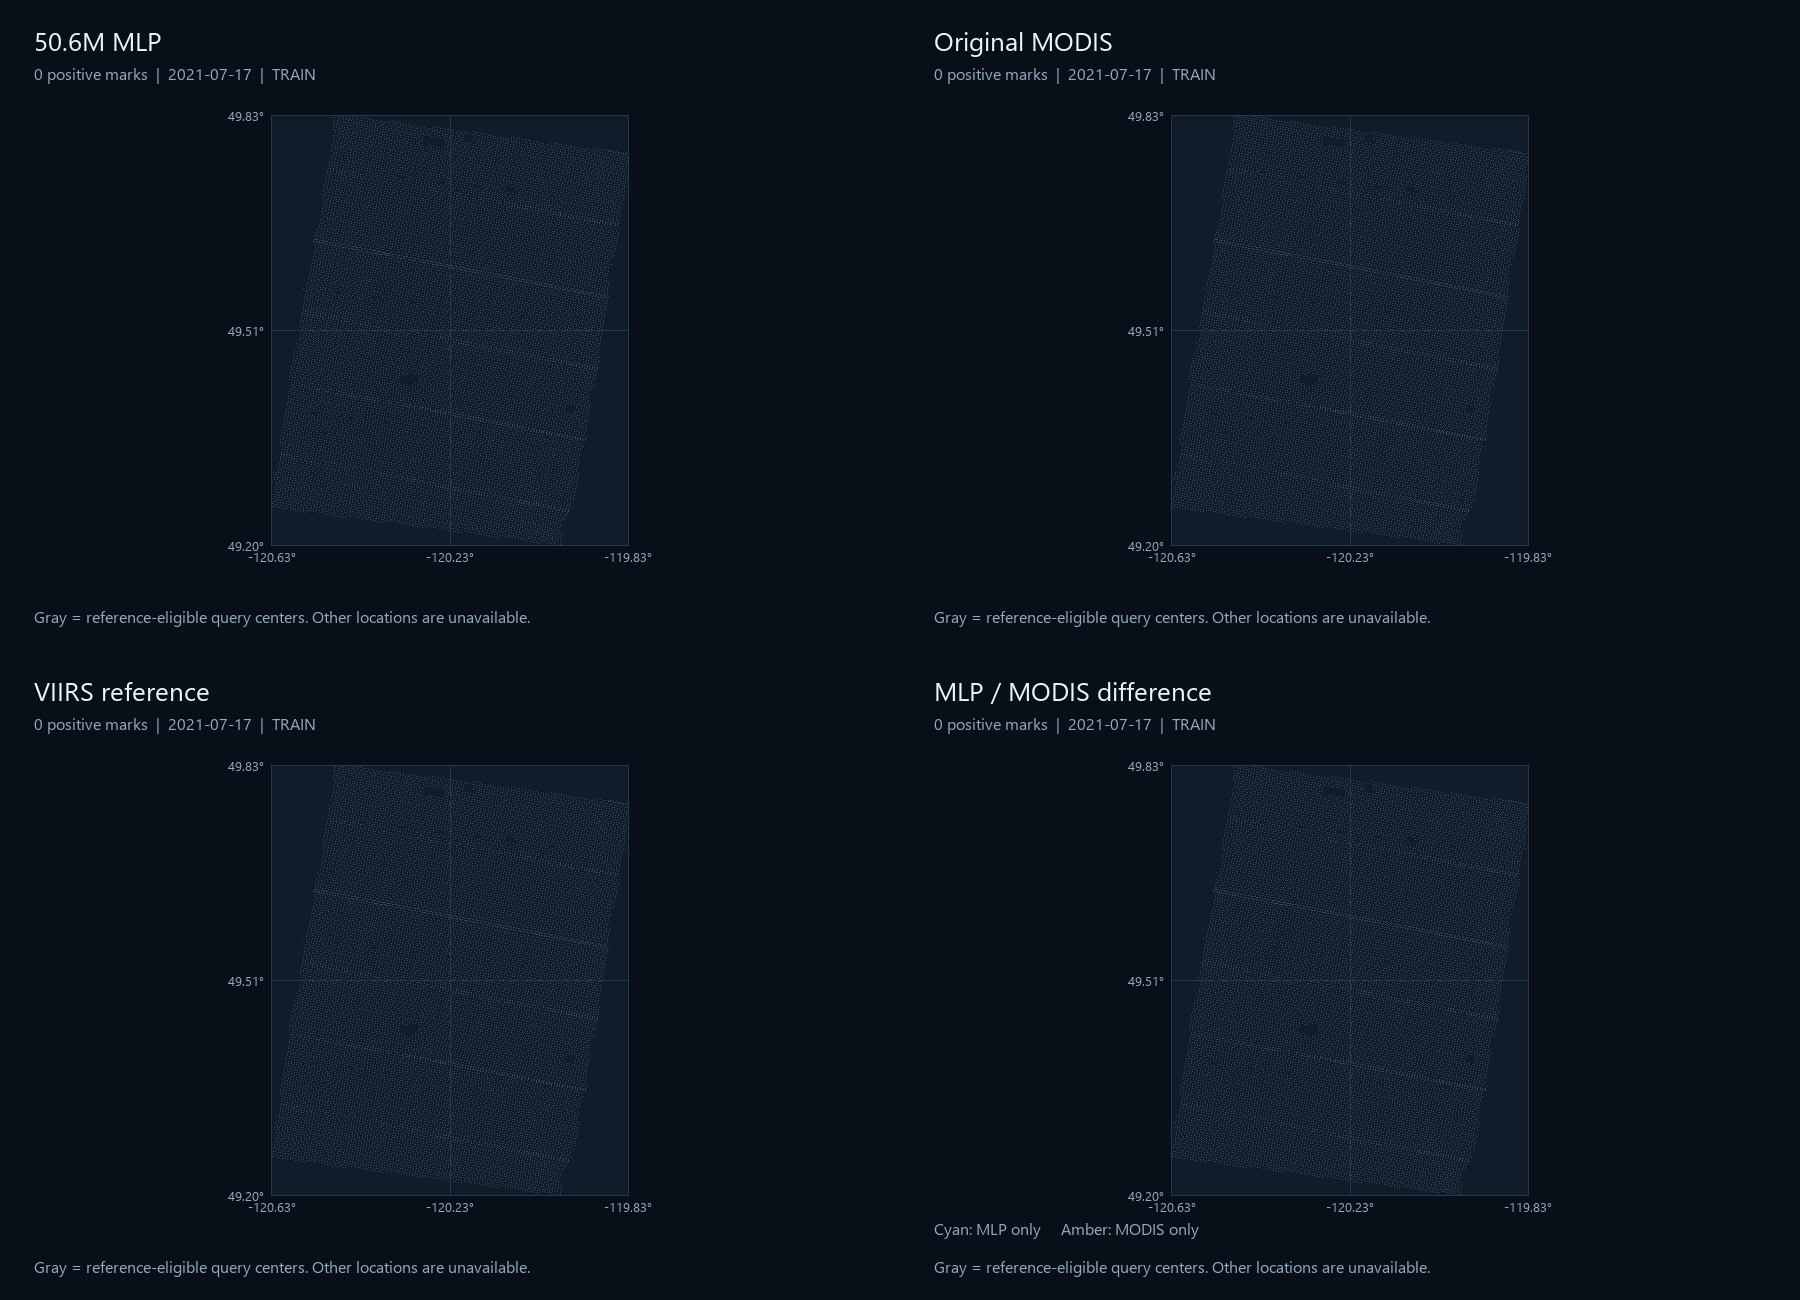 50.6M MLP
0 positive marks | 2021-07-17 | TRAIN
49.83°
49.51°
49.20°
-120.63°
-120.23°
-119.83°
Gray = reference-eligible query centers. Other locations are unavailable.
Original MODIS
0 positive marks | 2021-07-17 | TRAIN
49.83°
49.51°
49.20°
-120.63°
-120.23°
-119.83°
Gray = reference-eligible query centers. Other locations are unavailable.
VIIRS reference
0 positive marks | 2021-07-17 | TRAIN
49.83°
49.51°
49.20°
-120.63°
-120.23°
-119.83°
Gray = reference-eligible query centers. Other locations are unavailable.
MLP / MODIS difference
0 positive marks | 2021-07-17 | TRAIN
49.83°
49.51°
49.20°
-120.63°
-120.23°
-119.83°
Cyan: MLP only Amber: MODIS only
Gray = reference-eligible query centers. Other locations are unavailable.